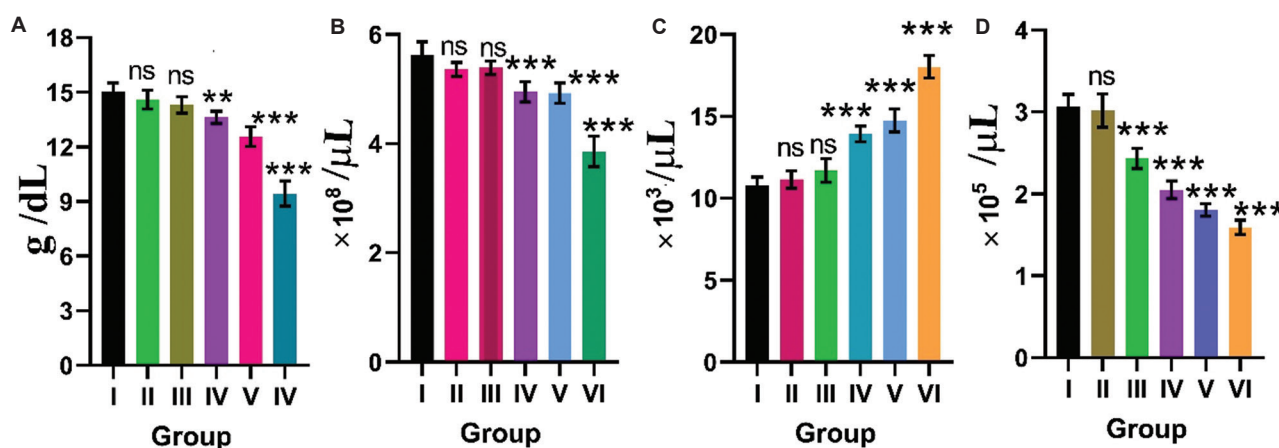 A
18
15
12
9
6
3
0
g /dL
ns
ns
**
***
***
I II III IV V IV
Group
B
6
4
2
0
× 10⁸ /µL
ns
ns
***
***
***
I II III IV V VI
Group
C
20
15
10
5
0
× 10³ /µL
ns
ns
***
***
***
I II III IV V VI
Group
D
4
3
2
1
0
× 10⁵ /µL
ns
***
***
***
***
I II III IV V VI
Group